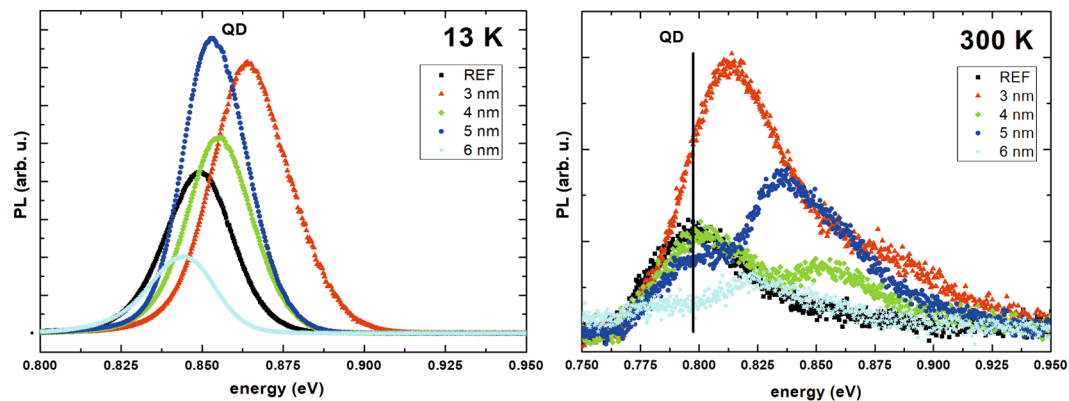 QD
13 K
REF
3 nm
4 nm
5 nm
6 nm
PL (arb. u.)
0.800
0.825
0.850
0.875
0.900
0.925
0.950
energy (eV)
QD
300 K
REF
3 nm
4 nm
5 nm
6 nm
PL (arb. u.)
0.750
0.775
0.800
0.825
0.850
0.875
0.900
0.925
0.950
energy (eV)